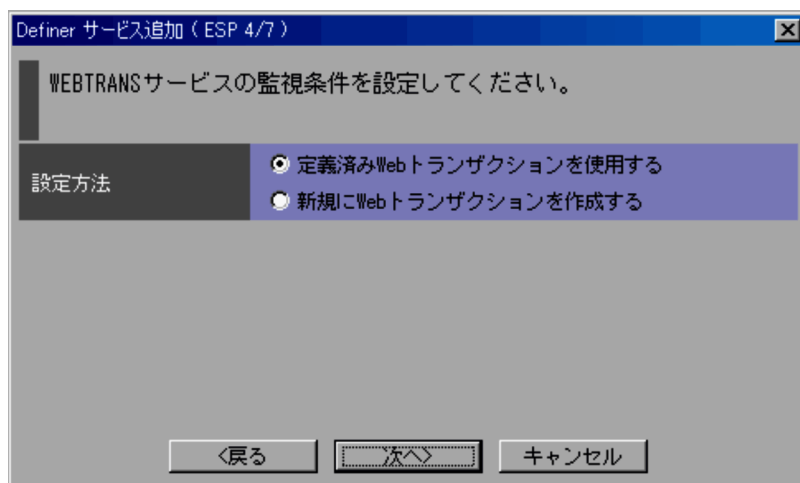 Definer サービス追加 ( ESP 4/7 )
WEBTRANSサービスの監視条件を設定してください。
設定方法
定義済みWebトランザクションを使用する
新規にWebトランザクションを作成する
<戻る
次へ>
キャンセル